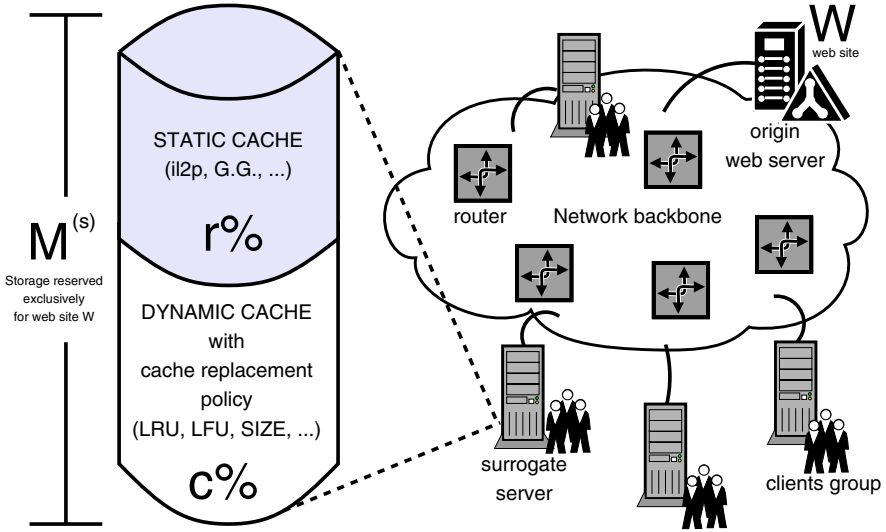 M(s)
Storage reserved
exclusively
for web site W
STATIC CACHE
(il2p, G.G., ...)
r%
DYNAMIC CACHE
with
cache replacement
policy
(LRU, LFU, SIZE, ...)
c%
W
web site
origin
web server
router
Network backbone
surrogate
server
clients group